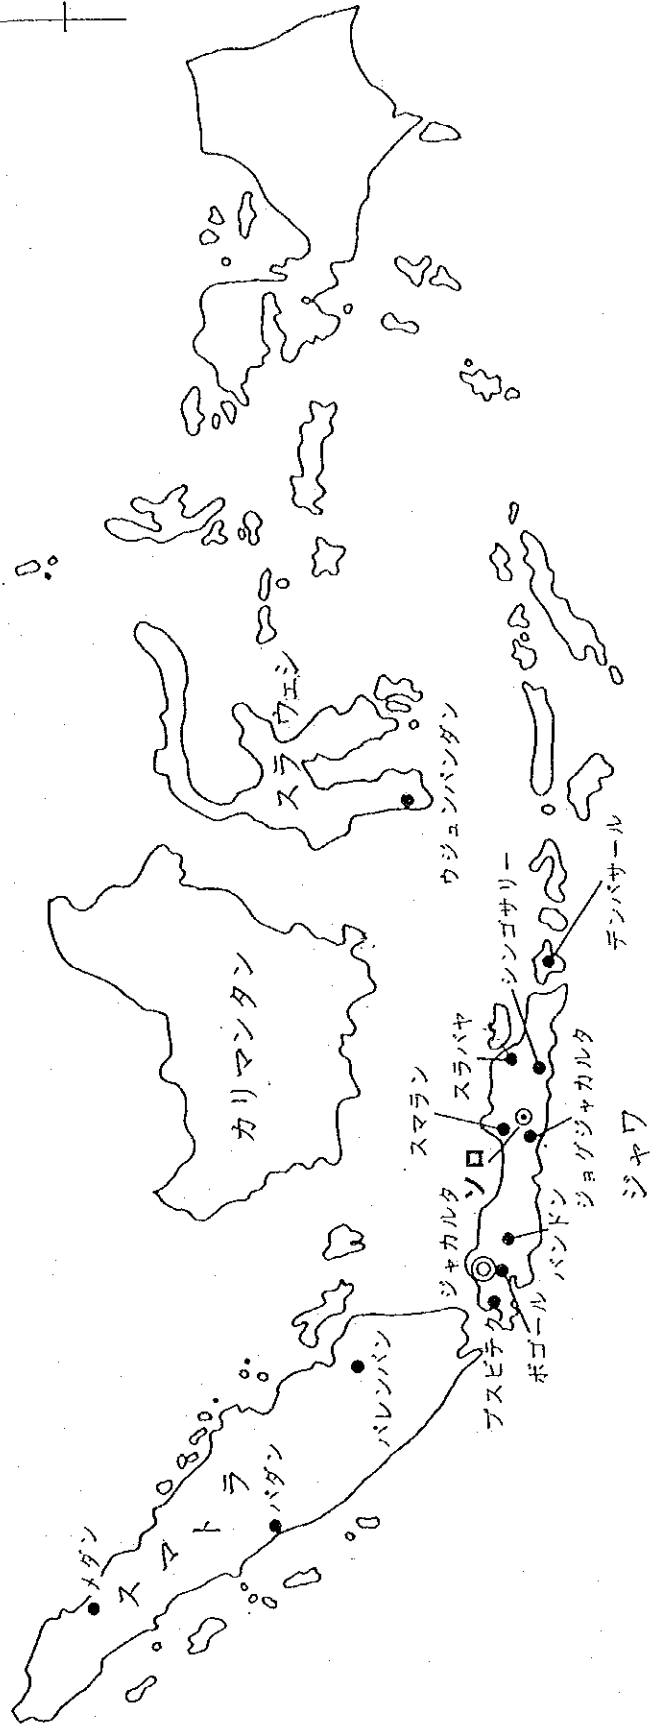 メダン
スマトラ
パダン
パレンバン
カリマンタン
スラウェシ
ウジュンパンダン
ジャカルタ
ソロ
スマラン
スラバヤ
シンゴサリー
デンパサール
プスピテク
ボゴール
バンドン
ジョグジャカルタ
ジャワ